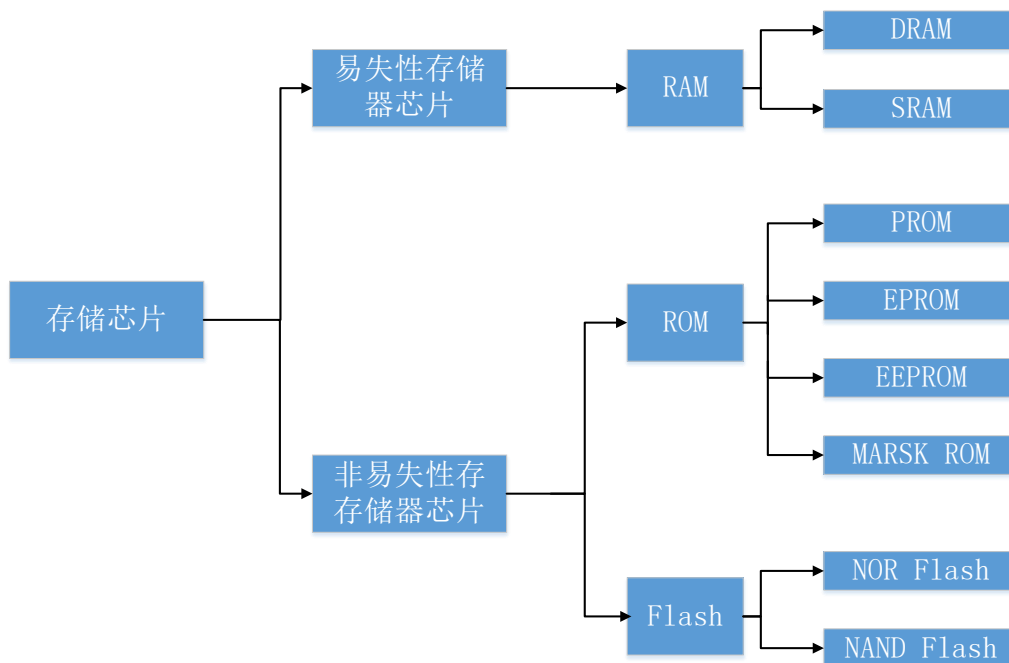 存储芯片
易失性存储
器芯片
非易失性存
存储器芯片
RAM
ROM
Flash
DRAM
SRAM
PROM
EPROM
EEPROM
MARSK ROM
NOR Flash
NAND Flash